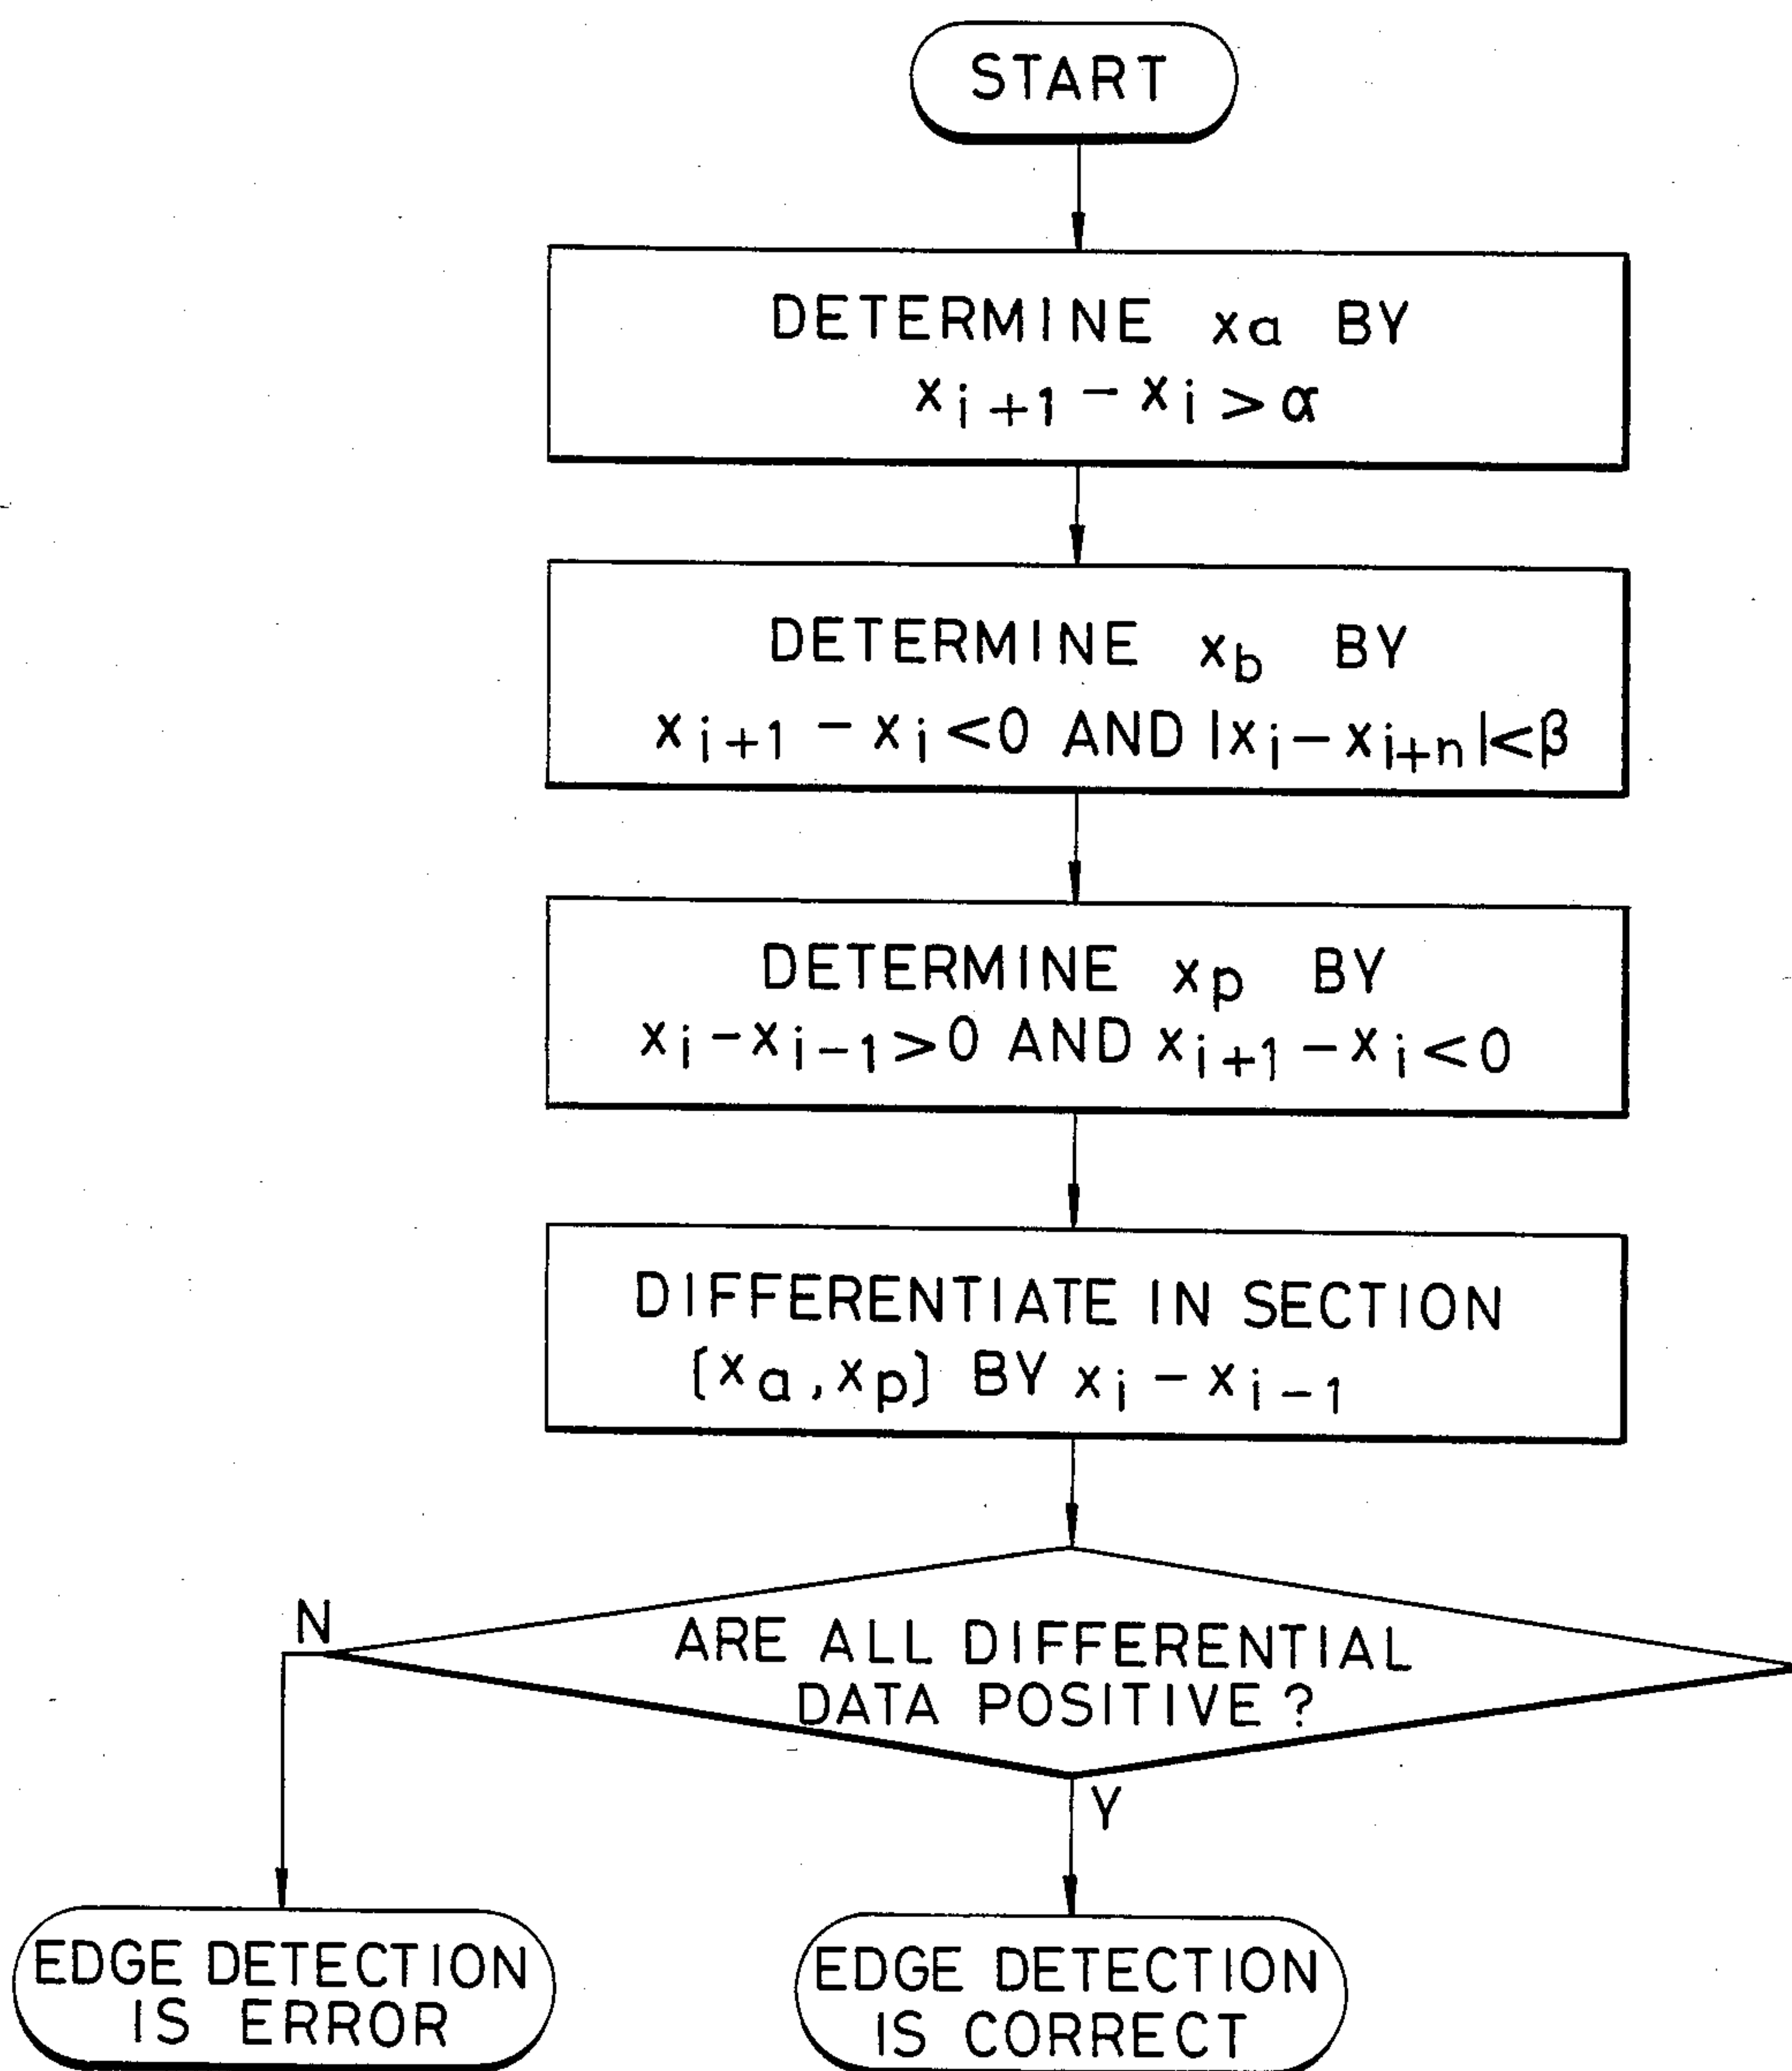 START
DETERMINE xa BY
xi+1 - xi > α
DETERMINE xb BY
xi+1 - xi <0 AND |xi-xi+n|<β
DETERMINE xp BY
xi-xi-1>0 AND xi+1-xi<0
DIFFERENTIATE IN SECTION
[xa, xp] BY xi - xi-1
N
ARE ALL DIFFERENTIAL
DATA POSITIVE?
Y
EDGE DETECTION
IS ERROR
EDGE DETECTION
IS CORRECT